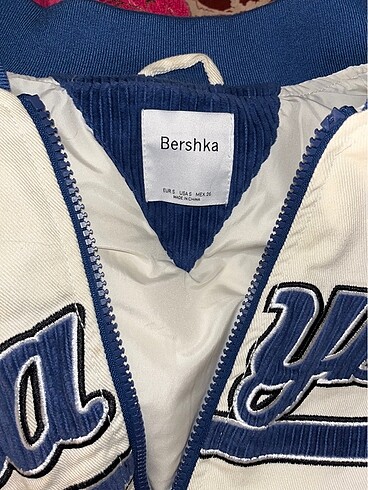 Bershka
EUR S USA S MEX 26
MADE IN CHINA
a y